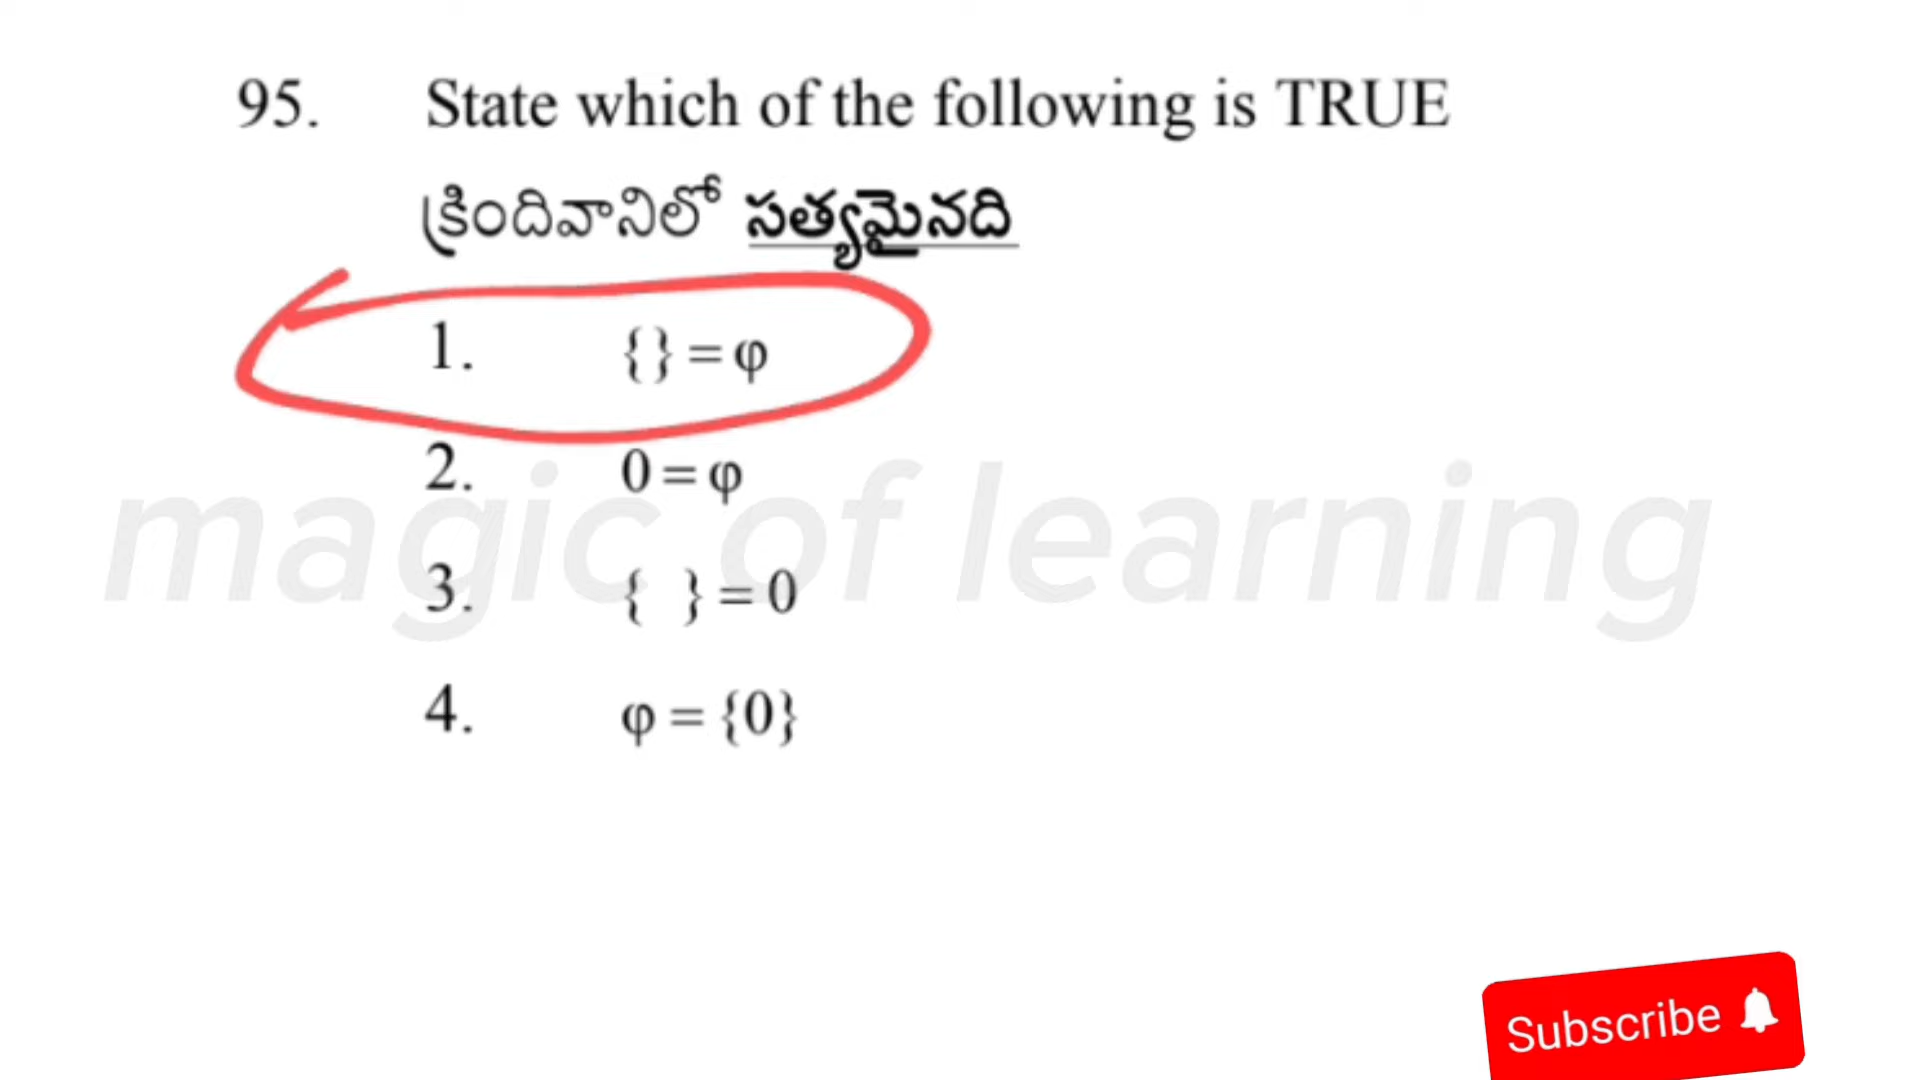 95. State which of the following is TRUE
క్రిందివానిలో సత్యమైనది
1. {} = φ
2. 0 = φ
3. { } = 0
4. φ = {0}
magic of learning
Subscribe